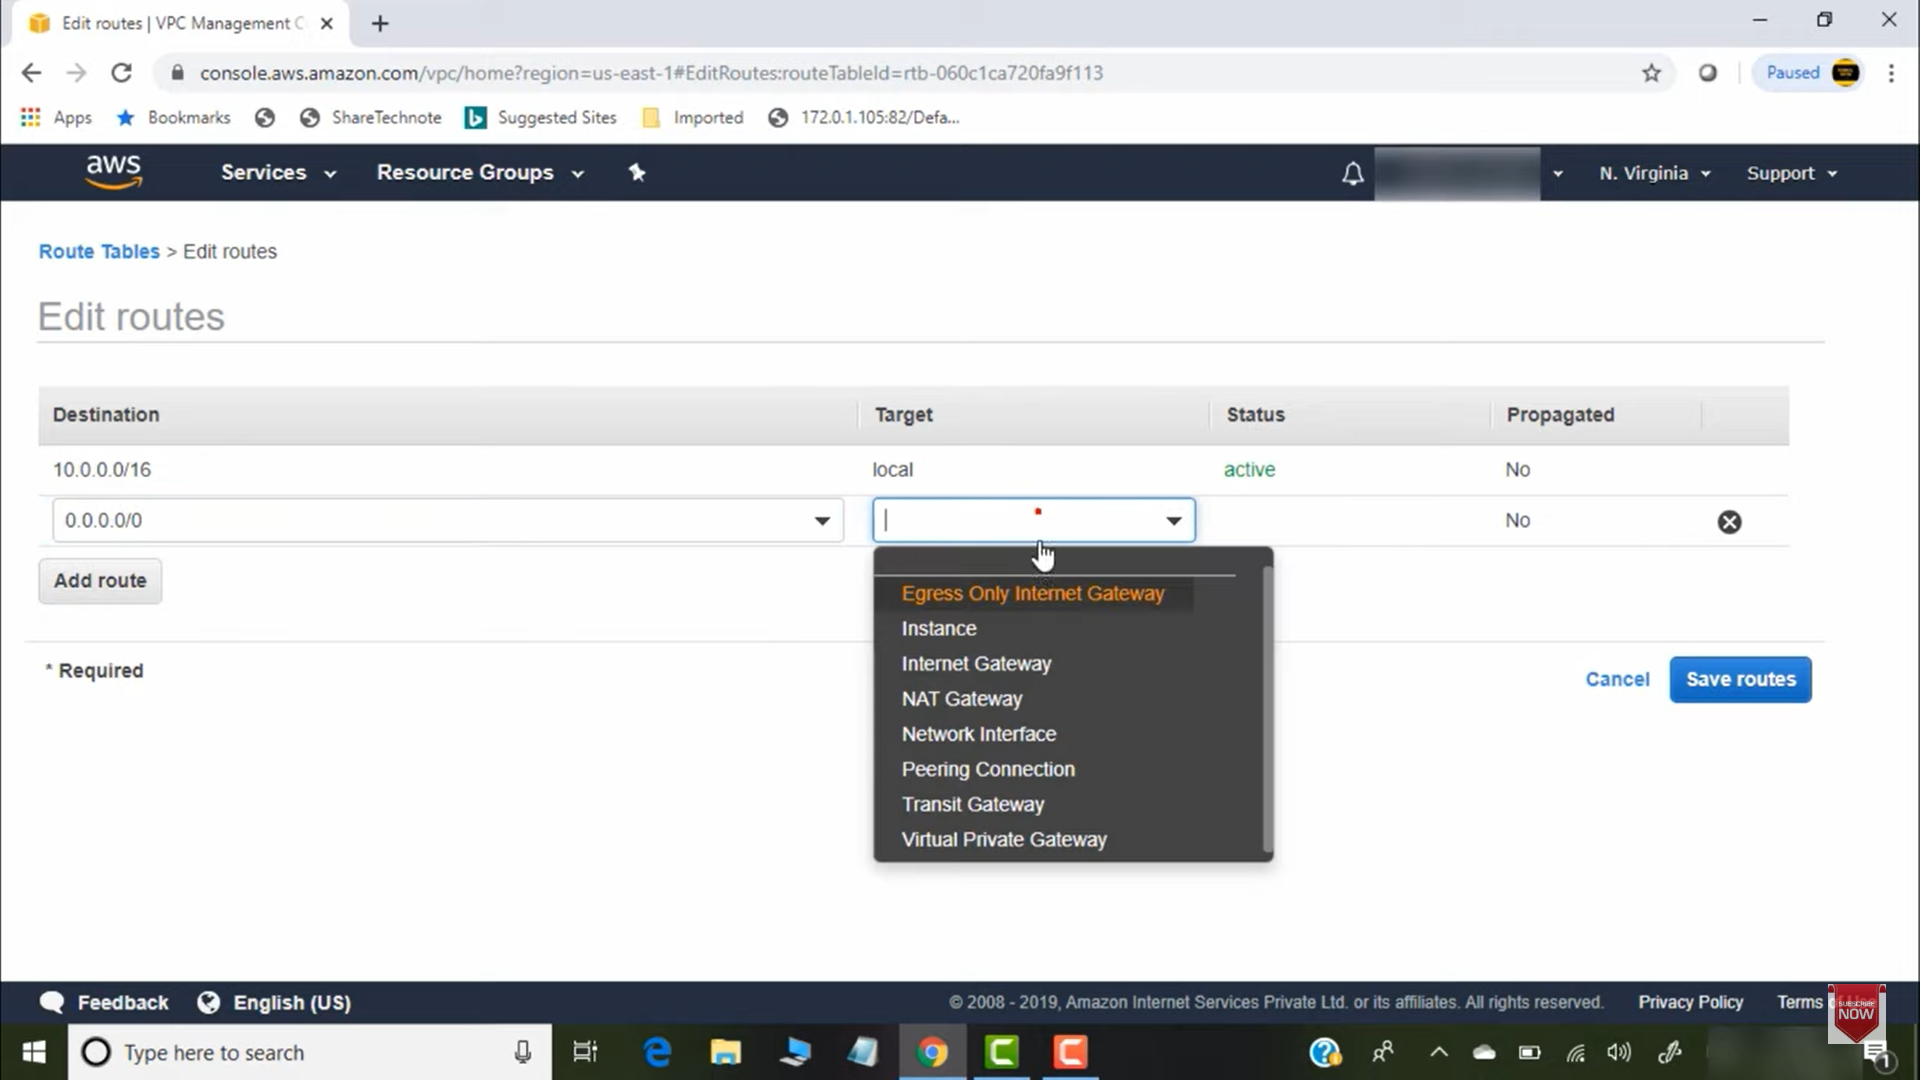 Edit routes | VPC Management C
console.aws.amazon.com/vpc/home?region=us-east-1#EditRoutes:routeTableId=rtb-060c1ca720fa9f113
Paused
Apps
Bookmarks
ShareTechnote
Suggested Sites
Imported
172.0.1.105:82/Defa...
aws
Services
Resource Groups
N. Virginia
Support
Route Tables > Edit routes
Edit routes
Destination Target Status Propagated
10.0.0.0/16 local active No
0.0.0.0/0 No
Add route
Egress Only Internet Gateway
Instance
Internet Gateway
NAT Gateway
Network Interface
Peering Connection
Transit Gateway
Virtual Private Gateway
* Required
Cancel
Save routes
Feedback
English (US)
© 2008 - 2019, Amazon Internet Services Private Ltd. or its affiliates. All rights reserved.
Privacy Policy
Terms
SUBSCRIBE
NOW
Type here to search
1